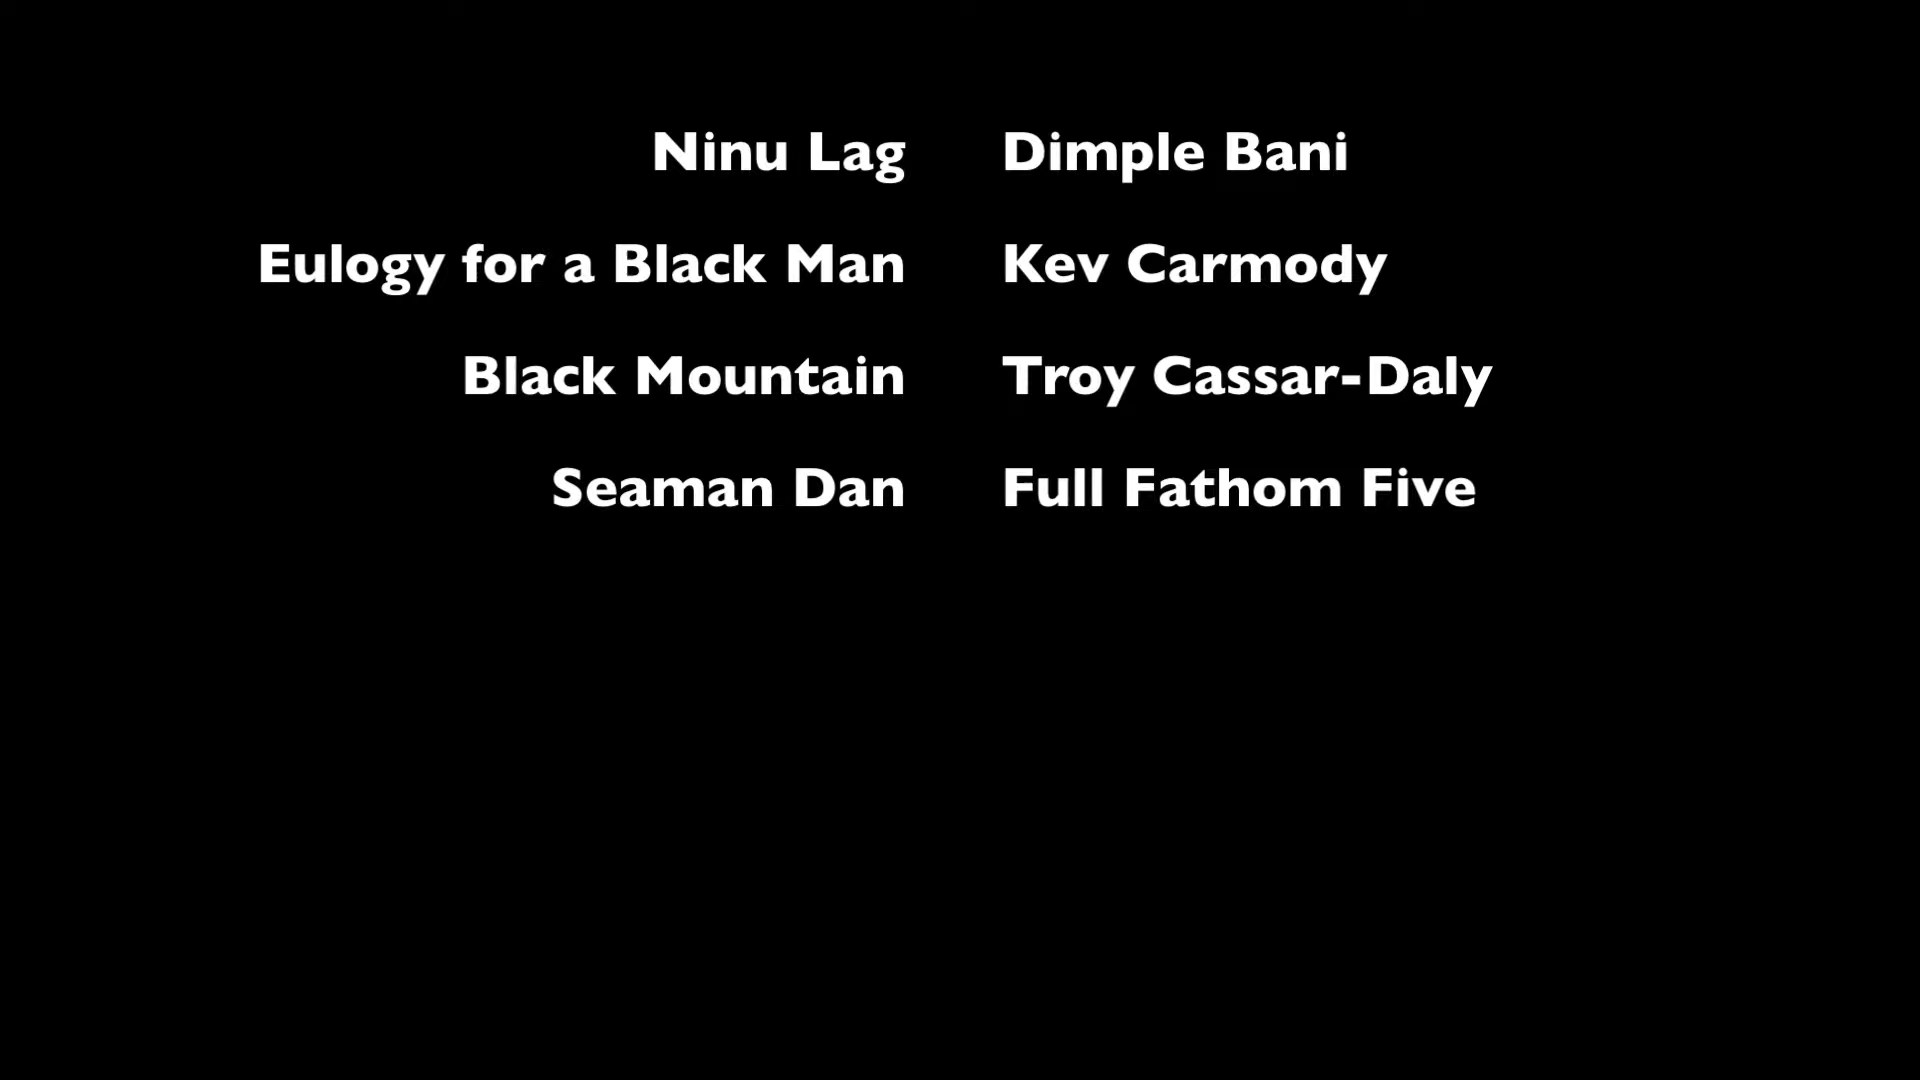 Ninu Lag Dimple Bani
Eulogy for a Black Man Kev Carmody
Black Mountain Troy Cassar-Daly
Seaman Dan Full Fathom Five